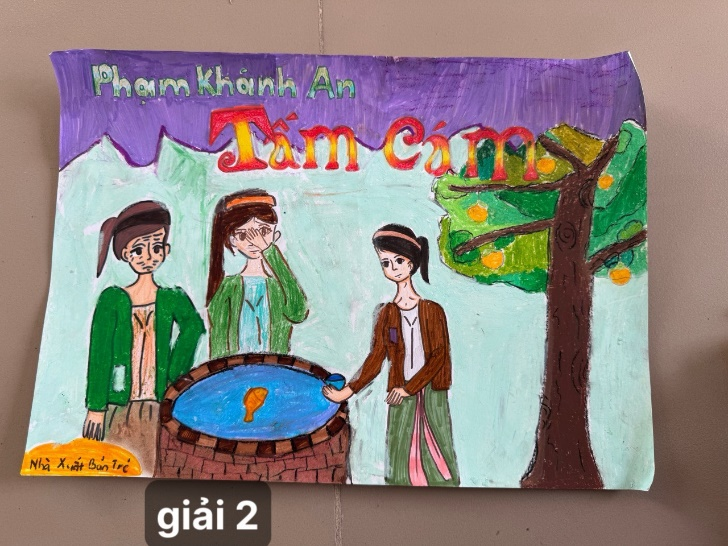 Phạm Khánh An
Tấm Cám
Nhà Xuất Bản Trẻ
giải 2